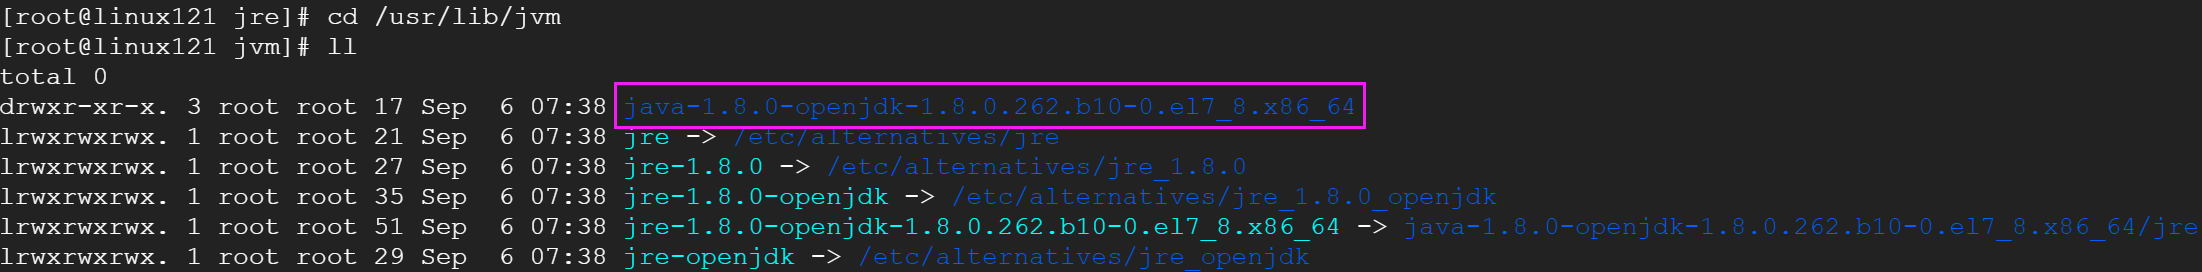 [root@linux121 jre]# cd /usr/lib/jvm
[root@linux121 jvm]# ll
total 0
drwxr-xr-x. 3 root root 17 Sep  6 07:38 java-1.8.0-openjdk-1.8.0.262.b10-0.el7_8.x86_64
lrwxrwxrwx. 1 root root 21 Sep  6 07:38 jre -> /etc/alternatives/jre
lrwxrwxrwx. 1 root root 27 Sep  6 07:38 jre-1.8.0 -> /etc/alternatives/jre_1.8.0
lrwxrwxrwx. 1 root root 35 Sep  6 07:38 jre-1.8.0-openjdk -> /etc/alternatives/jre_1.8.0_openjdk
lrwxrwxrwx. 1 root root 51 Sep  6 07:38 jre-1.8.0-openjdk-1.8.0.262.b10-0.el7_8.x86_64 -> java-1.8.0-openjdk-1.8.0.262.b10-0.el7_8.x86_64/jre
lrwxrwxrwx. 1 root root 29 Sep  6 07:38 jre-openjdk -> /etc/alternatives/jre_openjdk